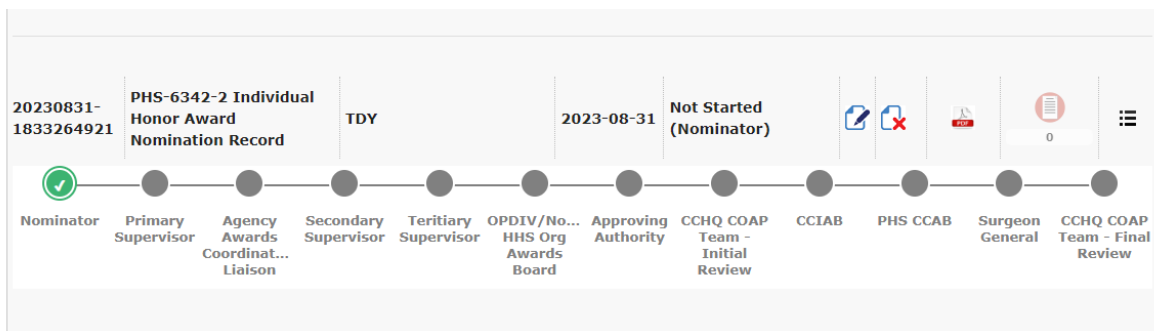 20230831-
1833264921
PHS-6342-2 Individual
Honor Award
Nomination Record
TDY
2023-08-31
Not Started
(Nominator)
PDF
0
Nominator
Primary
Supervisor
Agency
Awards
Coordinat...
Liaison
Secondary
Supervisor
Teritiary
Supervisor
OPDIV/No...
HHS Org
Awards
Board
Approving
Authority
CCHQ COAP
Team -
Initial
Review
CCIAB
PHS CCAB
Surgeon
General
CCHQ COAP
Team - Final
Review